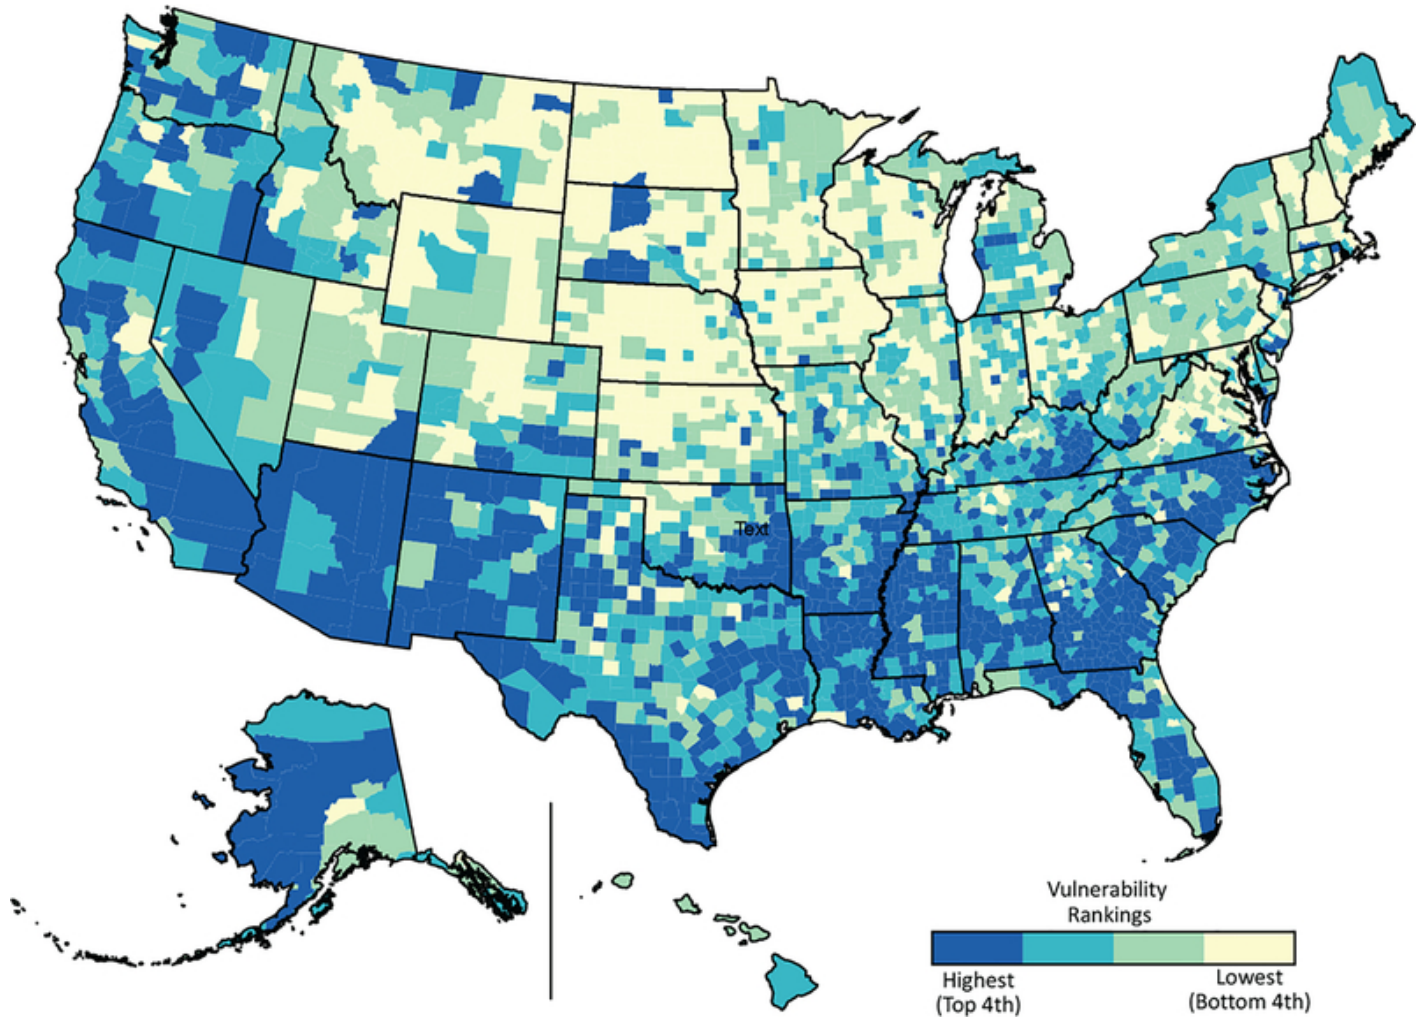 Text
Vulnerability
Rankings
Highest
(Top 4th)
Lowest
(Bottom 4th)